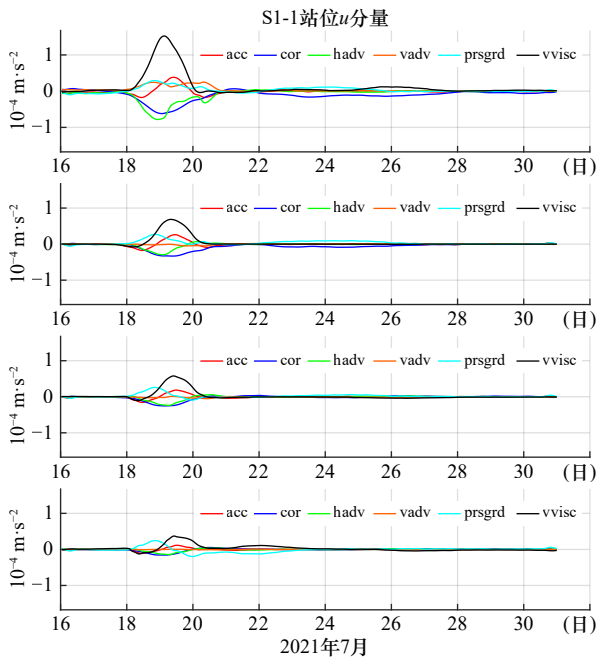 S1-1站位u分量
10⁻⁴ m·s⁻²
1
0
−1
acc cor hadv vadv prsgrd vvisc
16 18 20 22 24 26 28 30 (日)
10⁻⁴ m·s⁻²
1
0
−1
acc cor hadv vadv prsgrd vvisc
16 18 20 22 24 26 28 30 (日)
10⁻⁴ m·s⁻²
1
0
−1
acc cor hadv vadv prsgrd vvisc
16 18 20 22 24 26 28 30 (日)
10⁻⁴ m·s⁻²
1
0
−1
acc cor hadv vadv prsgrd vvisc
16 18 20 22 24 26 28 30 (日)
2021年7月